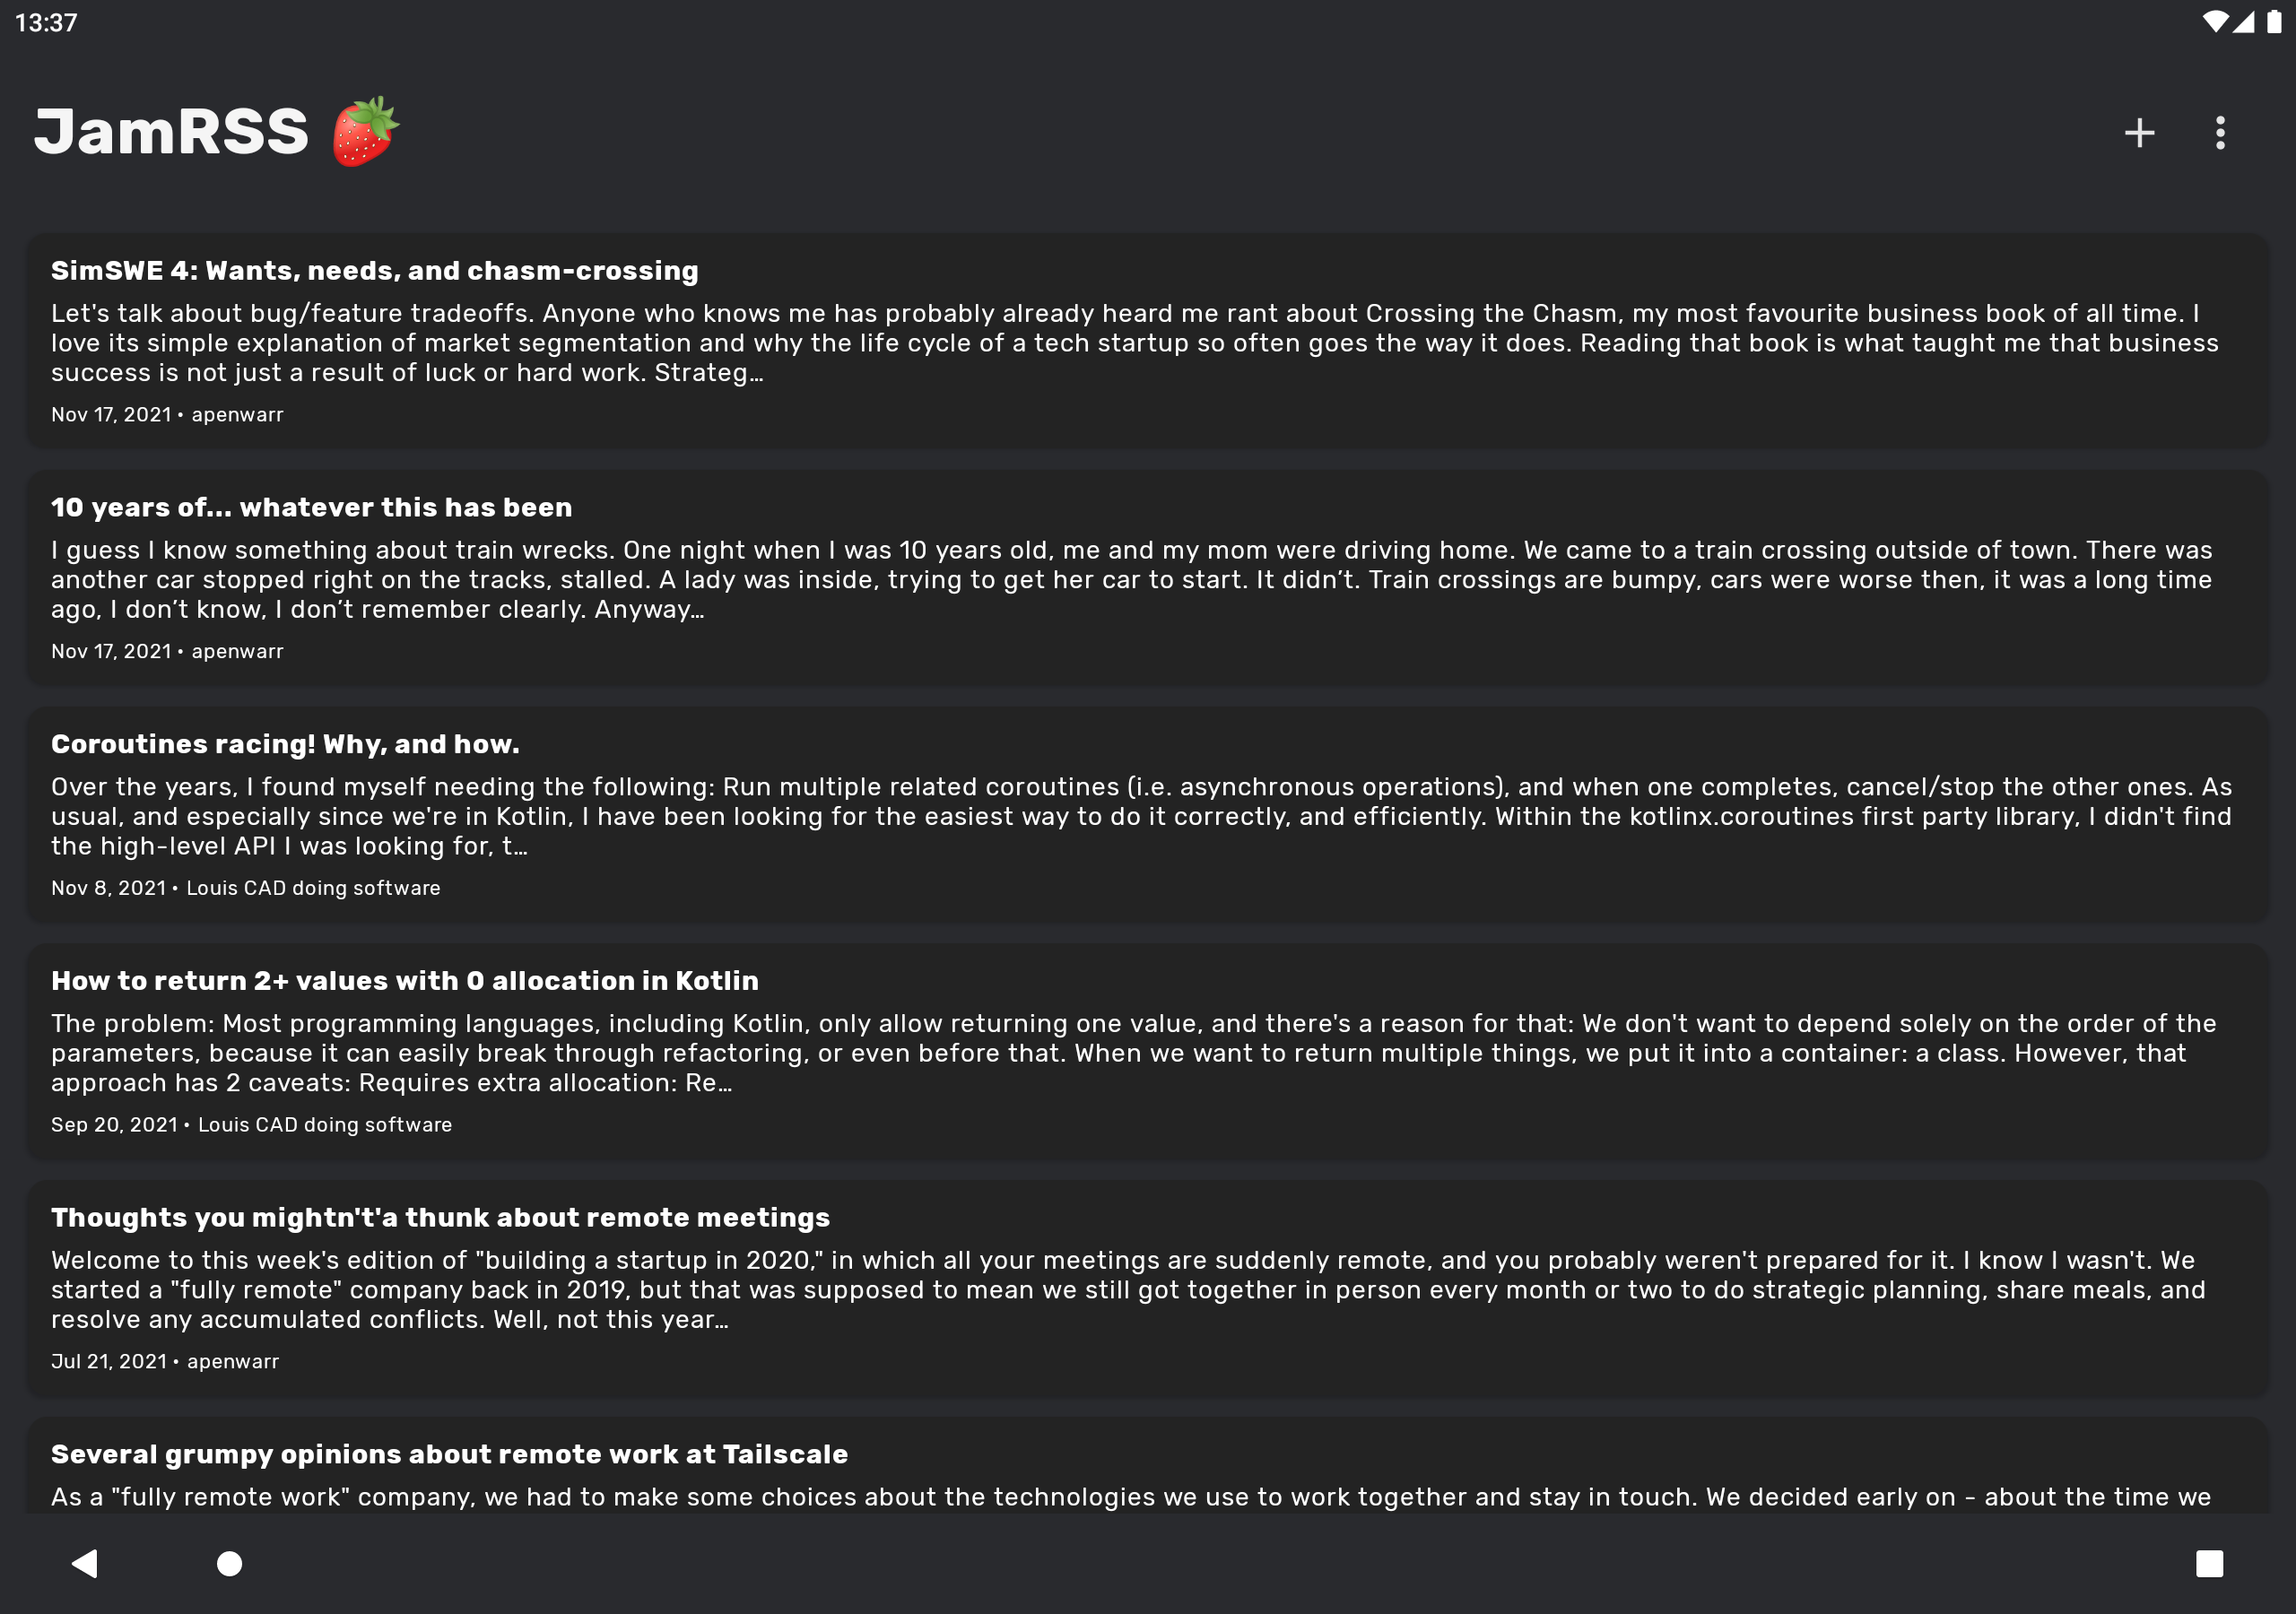 13:37
JamRSS 🍓
SimSWE 4: Wants, needs, and chasm-crossing
Let's talk about bug/feature tradeoffs. Anyone who knows me has probably already heard me rant about Crossing the Chasm, my most favourite business book of all time. I
love its simple explanation of market segmentation and why the life cycle of a tech startup so often goes the way it does. Reading that book is what taught me that business
success is not just a result of luck or hard work. Strateg…
Nov 17, 2021 • apenwarr
10 years of... whatever this has been
I guess I know something about train wrecks. One night when I was 10 years old, me and my mom were driving home. We came to a train crossing outside of town. There was
another car stopped right on the tracks, stalled. A lady was inside, trying to get her car to start. It didn’t. Train crossings are bumpy, cars were worse then, it was a long time
ago, I don’t know, I don’t remember clearly. Anyway…
Nov 17, 2021 • apenwarr
Coroutines racing! Why, and how.
Over the years, I found myself needing the following: Run multiple related coroutines (i.e. asynchronous operations), and when one completes, cancel/stop the other ones. As
usual, and especially since we're in Kotlin, I have been looking for the easiest way to do it correctly, and efficiently. Within the kotlinx.coroutines first party library, I didn't find
the high-level API I was looking for, t…
Nov 8, 2021 • Louis CAD doing software
How to return 2+ values with 0 allocation in Kotlin
The problem: Most programming languages, including Kotlin, only allow returning one value, and there's a reason for that: We don't want to depend solely on the order of the
parameters, because it can easily break through refactoring, or even before that. When we want to return multiple things, we put it into a container: a class. However, that
approach has 2 caveats: Requires extra allocation: Re…
Sep 20, 2021 • Louis CAD doing software
Thoughts you mightn't'a thunk about remote meetings
Welcome to this week's edition of "building a startup in 2020," in which all your meetings are suddenly remote, and you probably weren't prepared for it. I know I wasn't. We
started a "fully remote" company back in 2019, but that was supposed to mean we still got together in person every month or two to do strategic planning, share meals, and
resolve any accumulated conflicts. Well, not this year…
Jul 21, 2021 • apenwarr
Several grumpy opinions about remote work at Tailscale
As a "fully remote work" company, we had to make some choices about the technologies we use to work together and stay in touch. We decided early on - about the time we